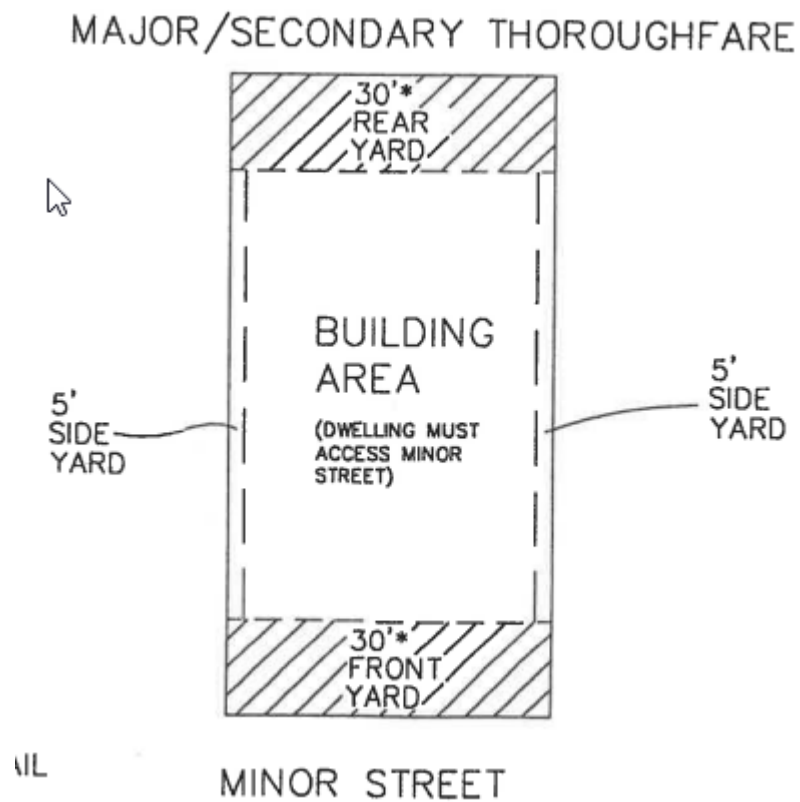 MAJOR/SECONDARY THOROUGHFARE
30'*
REAR
YARD
BUILDING
AREA
(DWELLING MUST
ACCESS MINOR
STREET)
5'
SIDE
YARD
5'
SIDE
YARD
30'*
FRONT
YARD
MINOR STREET